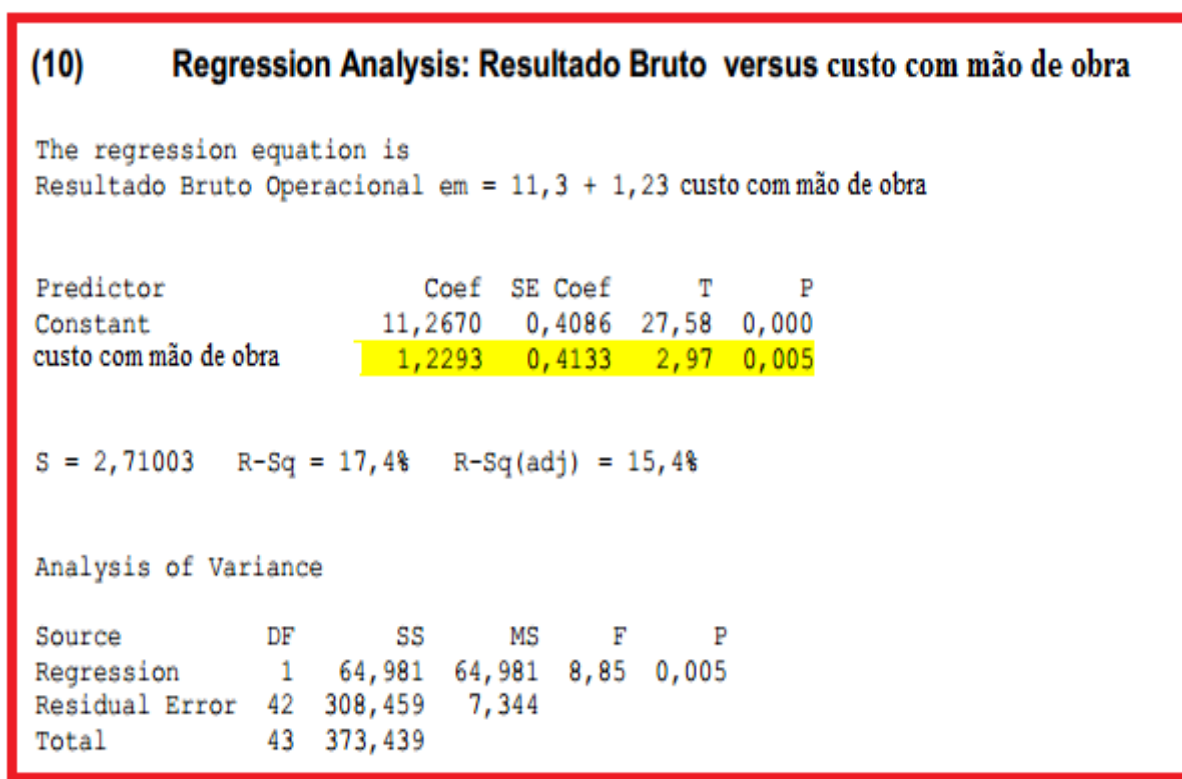 (10) Regression Analysis: Resultado Bruto versus custo com mão de obra
The regression equation is
Resultado Bruto Operacional em = 11,3 + 1,23 custo com mão de obra
Predictor Coef SE Coef T P
Constant 11,2670 0,4086 27,58 0,000
custo com mão de obra 1,2293 0,4133 2,97 0,005
S = 2,71003 R-Sq = 17,4% R-Sq(adj) = 15,4%
Analysis of Variance
Source DF SS MS F P
Regression 1 64,981 64,981 8,85 0,005
Residual Error 42 308,459 7,344
Total 43 373,439